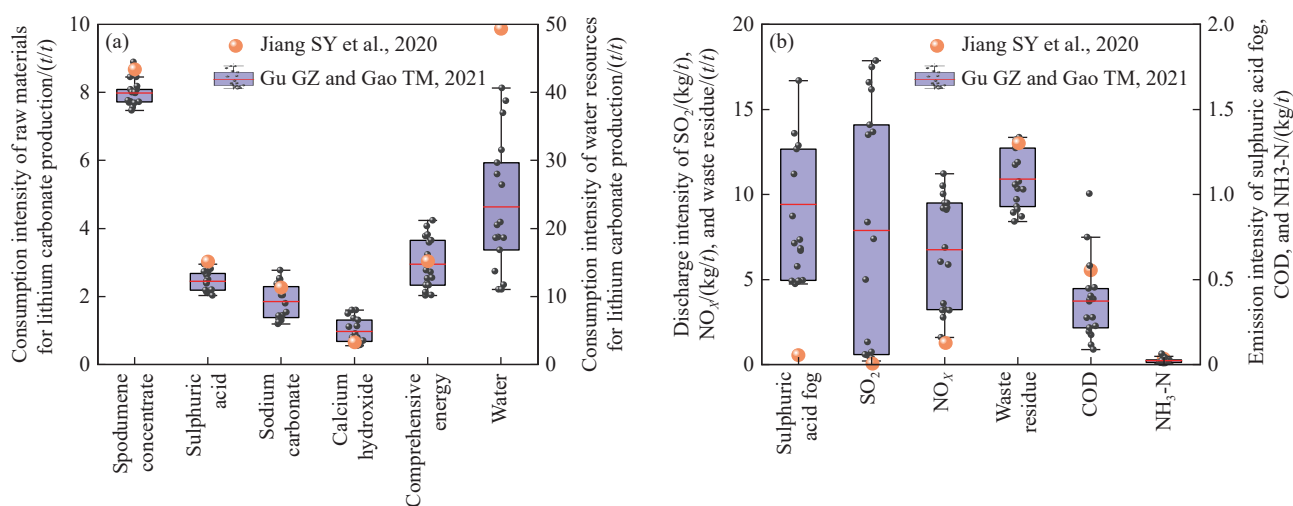 Consumption intensity of raw materials
for lithium carbonate production/(t/t)
10
8
6
4
2
0
(a)
Jiang SY et al., 2020
Gu GZ and Gao TM, 2021
50
40
30
20
10
0
Consumption intensity of water resources
for lithium carbonate production/(t/t)
Spodumene
concentrate
Sulphuric
acid
Sodium
carbonate
Calcium
hydroxide
Comprehensive
energy
Water
Discharge intensity of SO₂/(kg/t),
NOₓ/(kg/t), and waste residue/(t/t)
20
15
10
5
0
(b)
Jiang SY et al., 2020
Gu GZ and Gao TM, 2021
2.0
1.5
1.0
0.5
0
Emission intensity of sulphuric acid fog,
COD, and NH3-N/(kg/t)
Sulphuric
acid fog
SO₂
NOₓ
Waste
residue
COD
NH₃-N